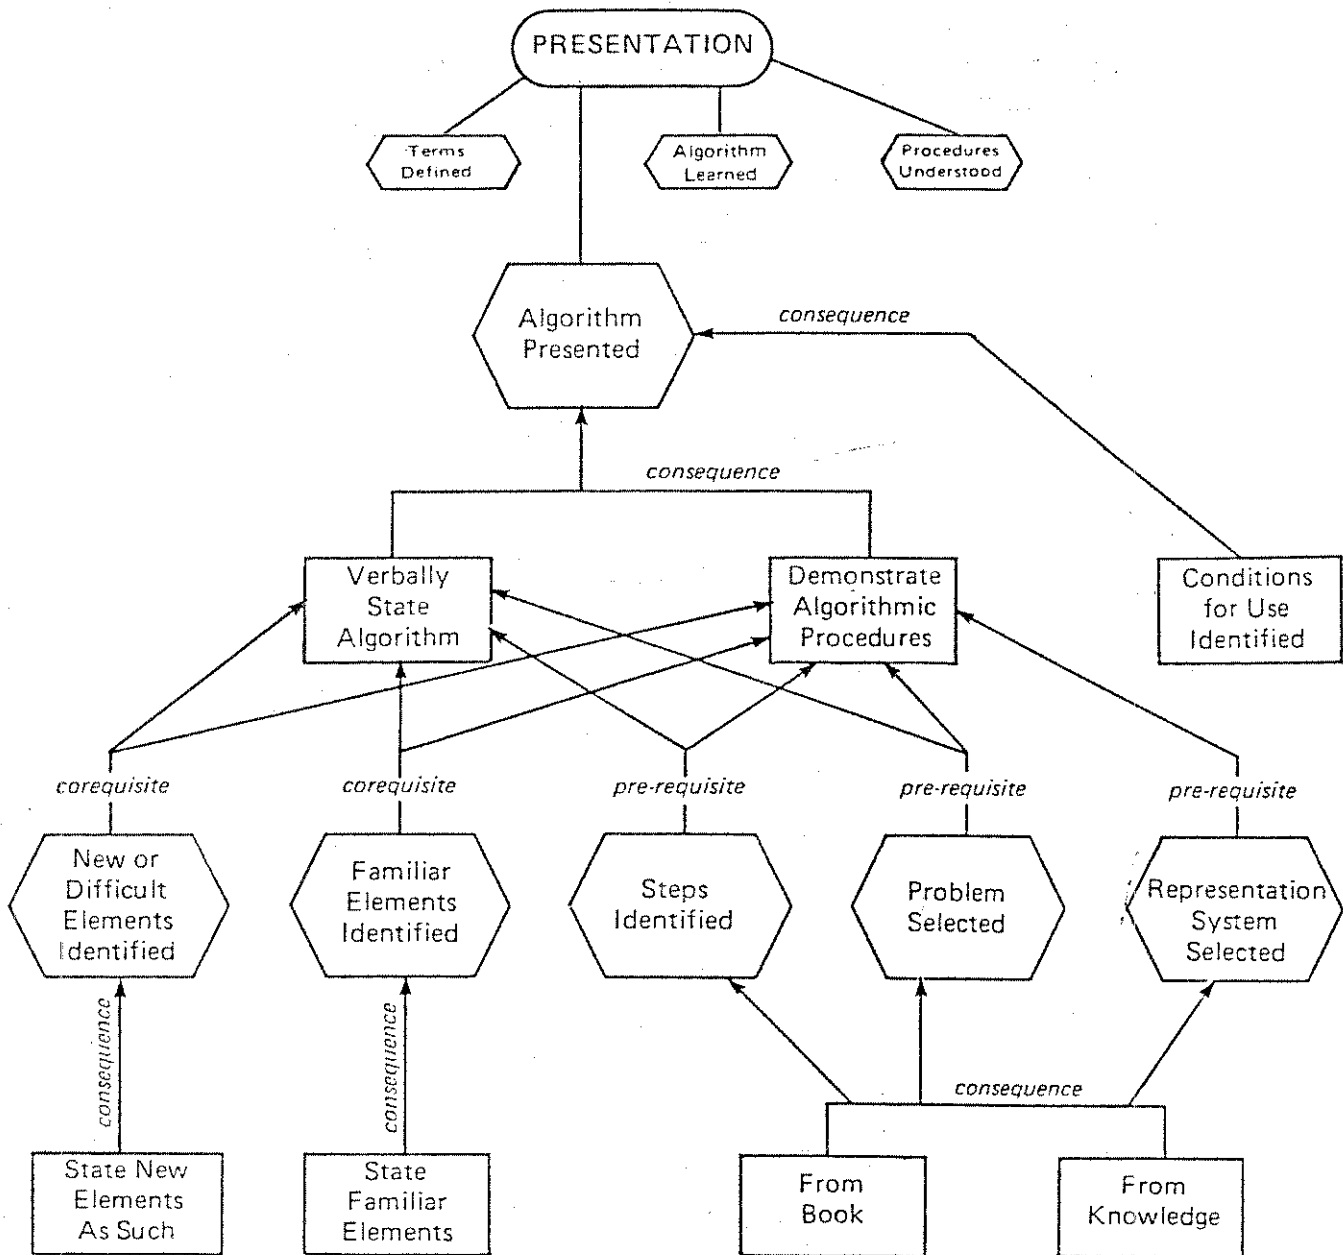 PRESENTATION
Terms
Defined
Algorithm
Learned
Procedures
Understood
Algorithm
Presented
consequence
consequence
Verbally
State
Algorithm
Demonstrate
Algorithmic
Procedures
Conditions
for Use
Identified
corequisite
corequisite
pre-requisite
pre-requisite
pre-requisite
New or
Difficult
Elements
Identified
Familiar
Elements
Identified
Steps
Identified
Problem
Selected
Representation
System
Selected
consequence
consequence
consequence
State New
Elements
As Such
State
Familiar
Elements
From
Book
From
Knowledge